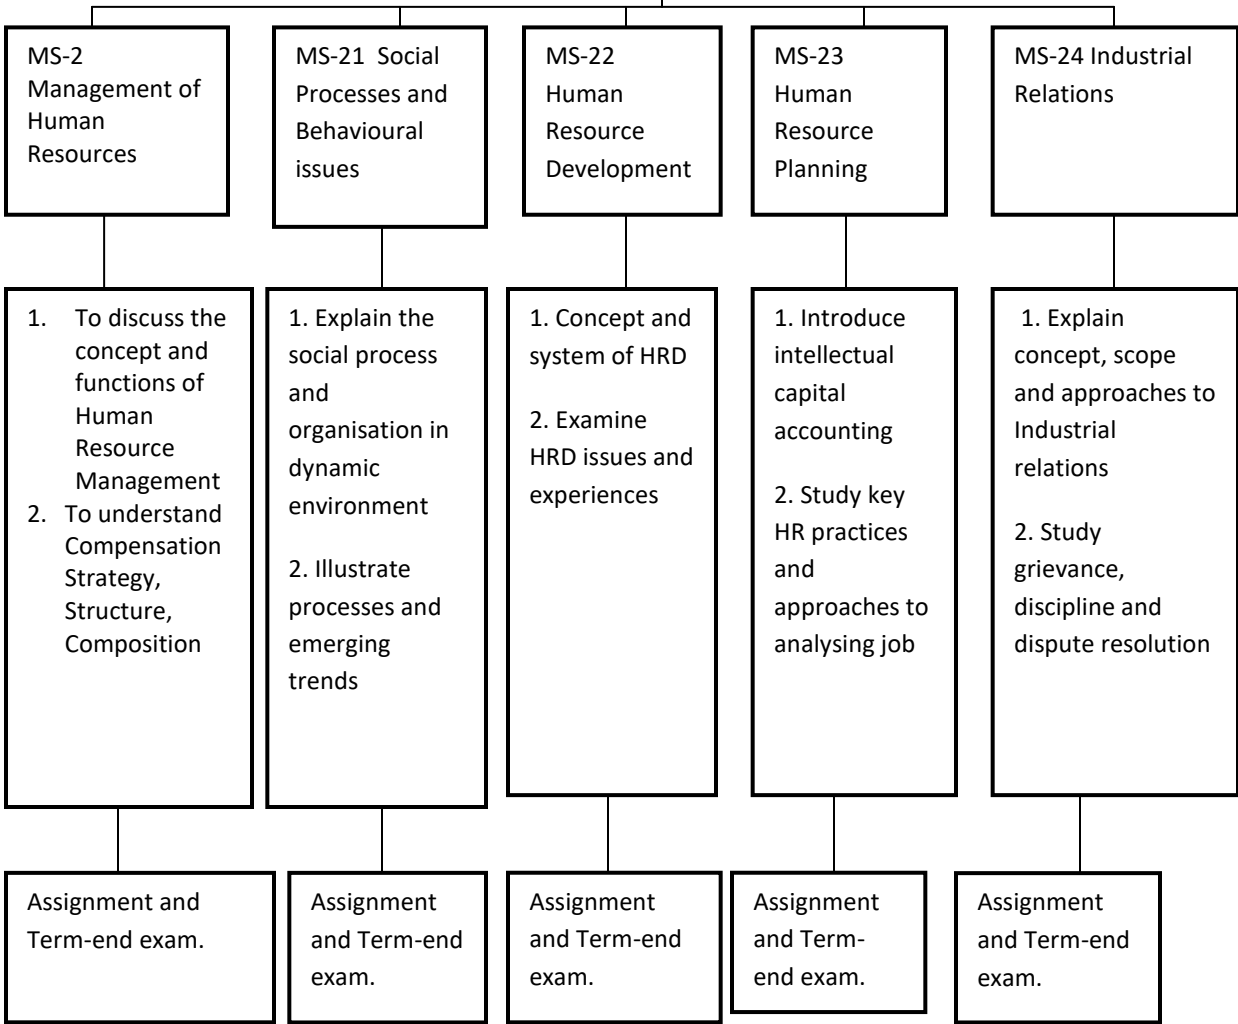 MS-2
Management of
Human
Resources
MS-21  Social
Processes and
Behavioural
issues
MS-22
Human
Resource
Development
MS-23
Human
Resource
Planning
MS-24 Industrial
Relations
1. To discuss the
concept and
functions of
Human
Resource
Management
2. To understand
Compensation
Strategy,
Structure,
Composition
1. Explain the
social process
and
organisation in
dynamic
environment
2. Illustrate
processes and
emerging
trends
1. Concept and
system of HRD
2. Examine
HRD issues and
experiences
1. Introduce
intellectual
capital
accounting
2. Study key
HR practices
and
approaches to
analysing job
1. Explain
concept, scope
and approaches to
Industrial
relations
2. Study
grievance,
discipline and
dispute resolution
Assignment and
Term-end exam.
Assignment
and Term-end
exam.
Assignment
and Term-end
exam.
Assignment
and Term-
end exam.
Assignment
and Term-end
exam.